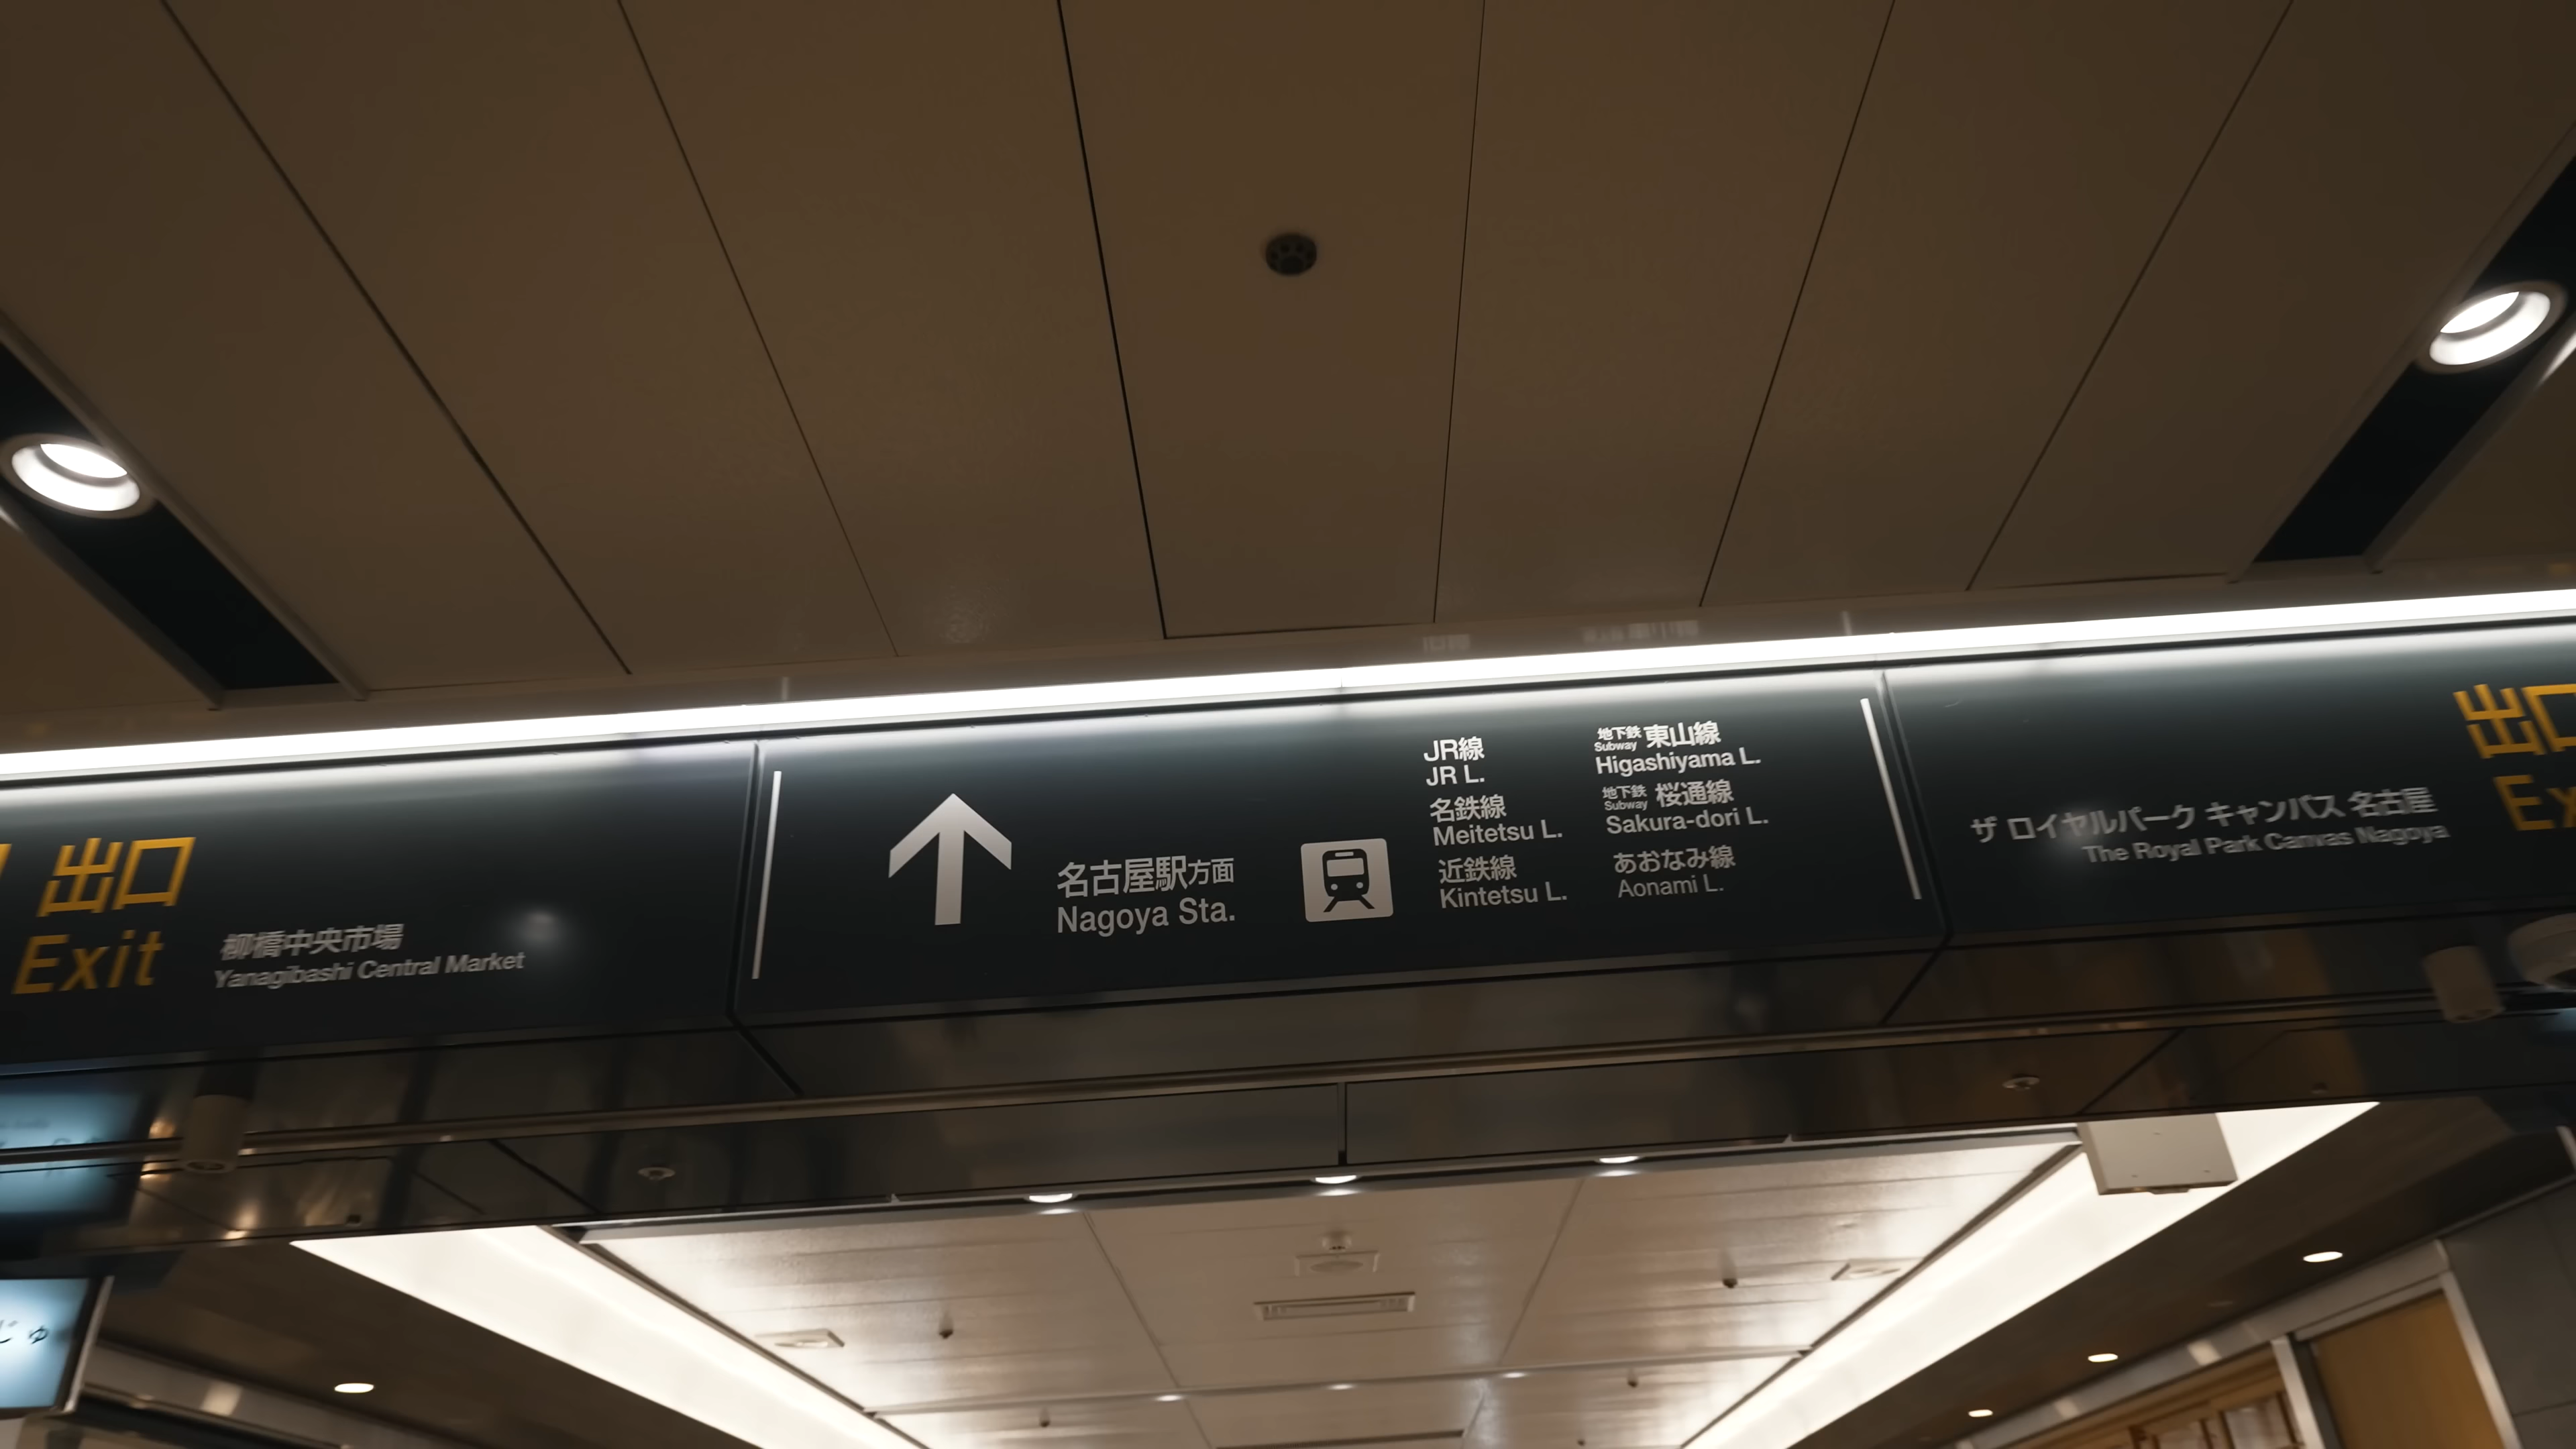 出口
Exit
柳橋中央市場
Yanagibashi Central Market
名古屋駅方面
Nagoya Sta.
JR線
JR L.
名鉄線
Meitetsu L.
近鉄線
Kintetsu L.
地下鉄 Subway 東山線
Higashiyama L.
地下鉄 Subway 桜通線
Sakura-dori L.
あおなみ線
Aonami L.
ザ ロイヤルパーク キャンバス 名古屋
The Royal Park Canvas Nagoya
出口
Ex
じゅ